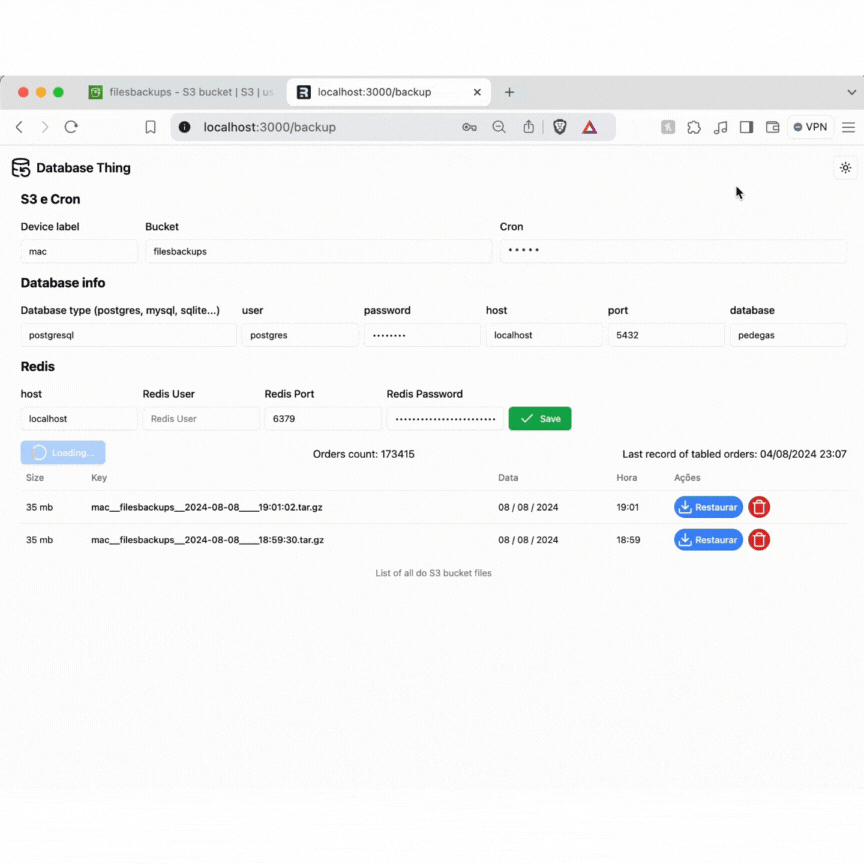 filesbackups - S3 bucket | S3 | us
localhost:3000/backup
localhost:3000/backup
VPN
Database Thing
S3 e Cron
Device label Bucket Cron
mac filesbackups * * * * *
Database info
Database type (postgres, mysql, sqlite...) user password host port database
postgresql postgres •••••••• localhost 5432 pedegas
Redis
host Redis User Redis Port Redis Password
localhost Redis User 6379 •••••••••••••••••••••••• Save
Loading... Orders count: 173415 Last record of tabled orders: 04/08/2024 23:07
Size Key Data Hora Ações
35 mb mac__filesbackups__2024-08-08____19:01:02.tar.gz 08 / 08 / 2024 19:01 Restaurar
35 mb mac__filesbackups__2024-08-08____18:59:30.tar.gz 08 / 08 / 2024 18:59 Restaurar
List of all do S3 bucket files